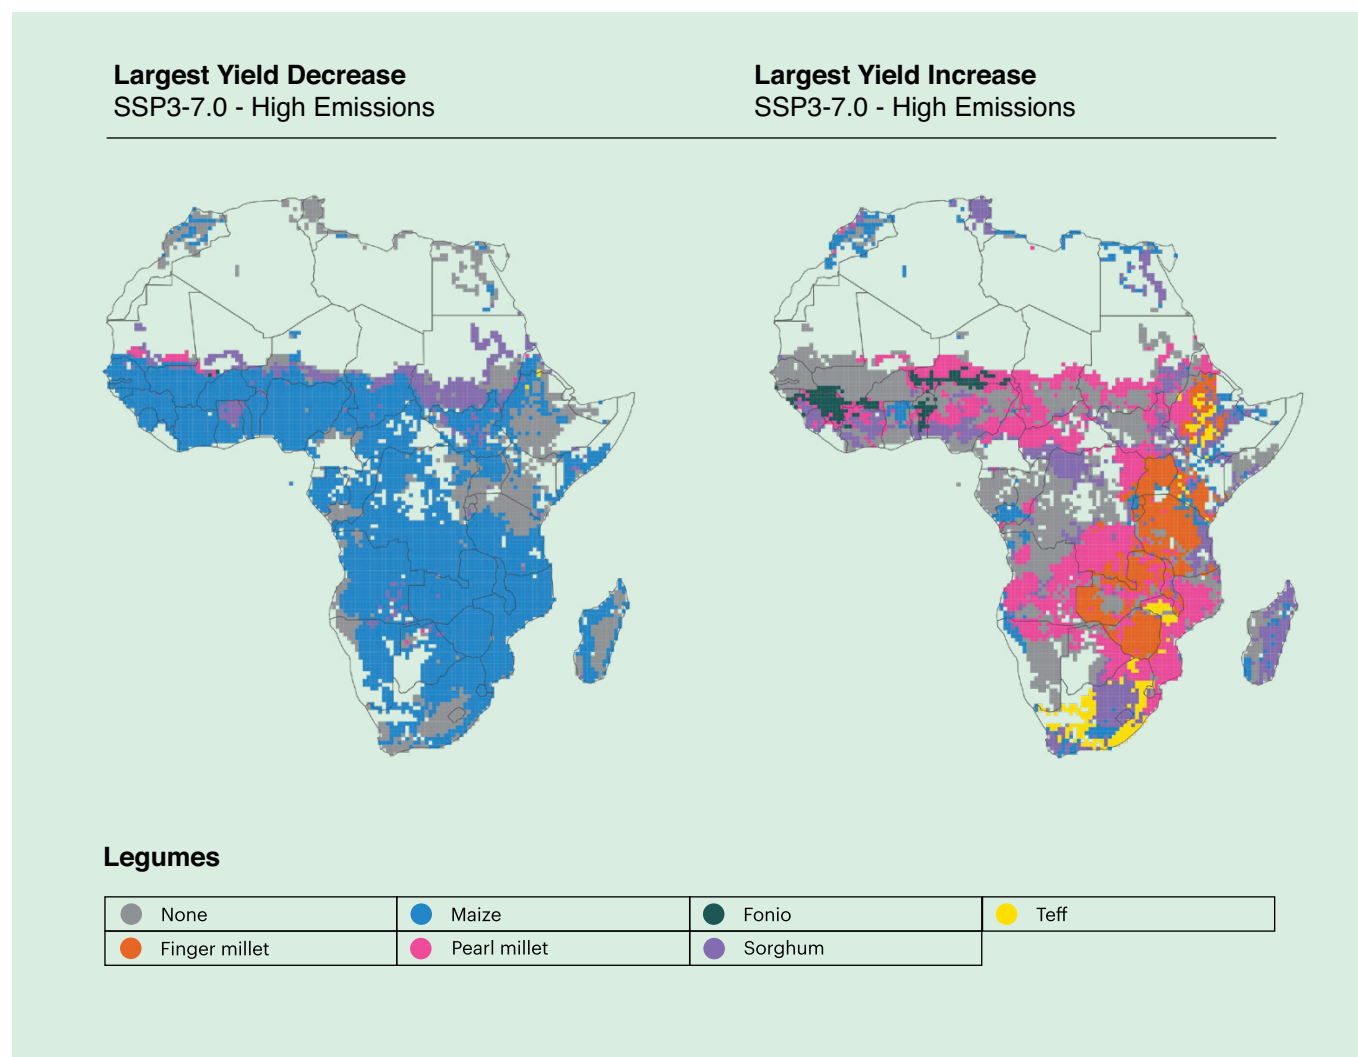 Largest Yield Decrease
SSP3-7.0 - High Emissions
Largest Yield Increase
SSP3-7.0 - High Emissions
Legumes
None
Maize
Fonio
Teff
Finger millet
Pearl millet
Sorghum